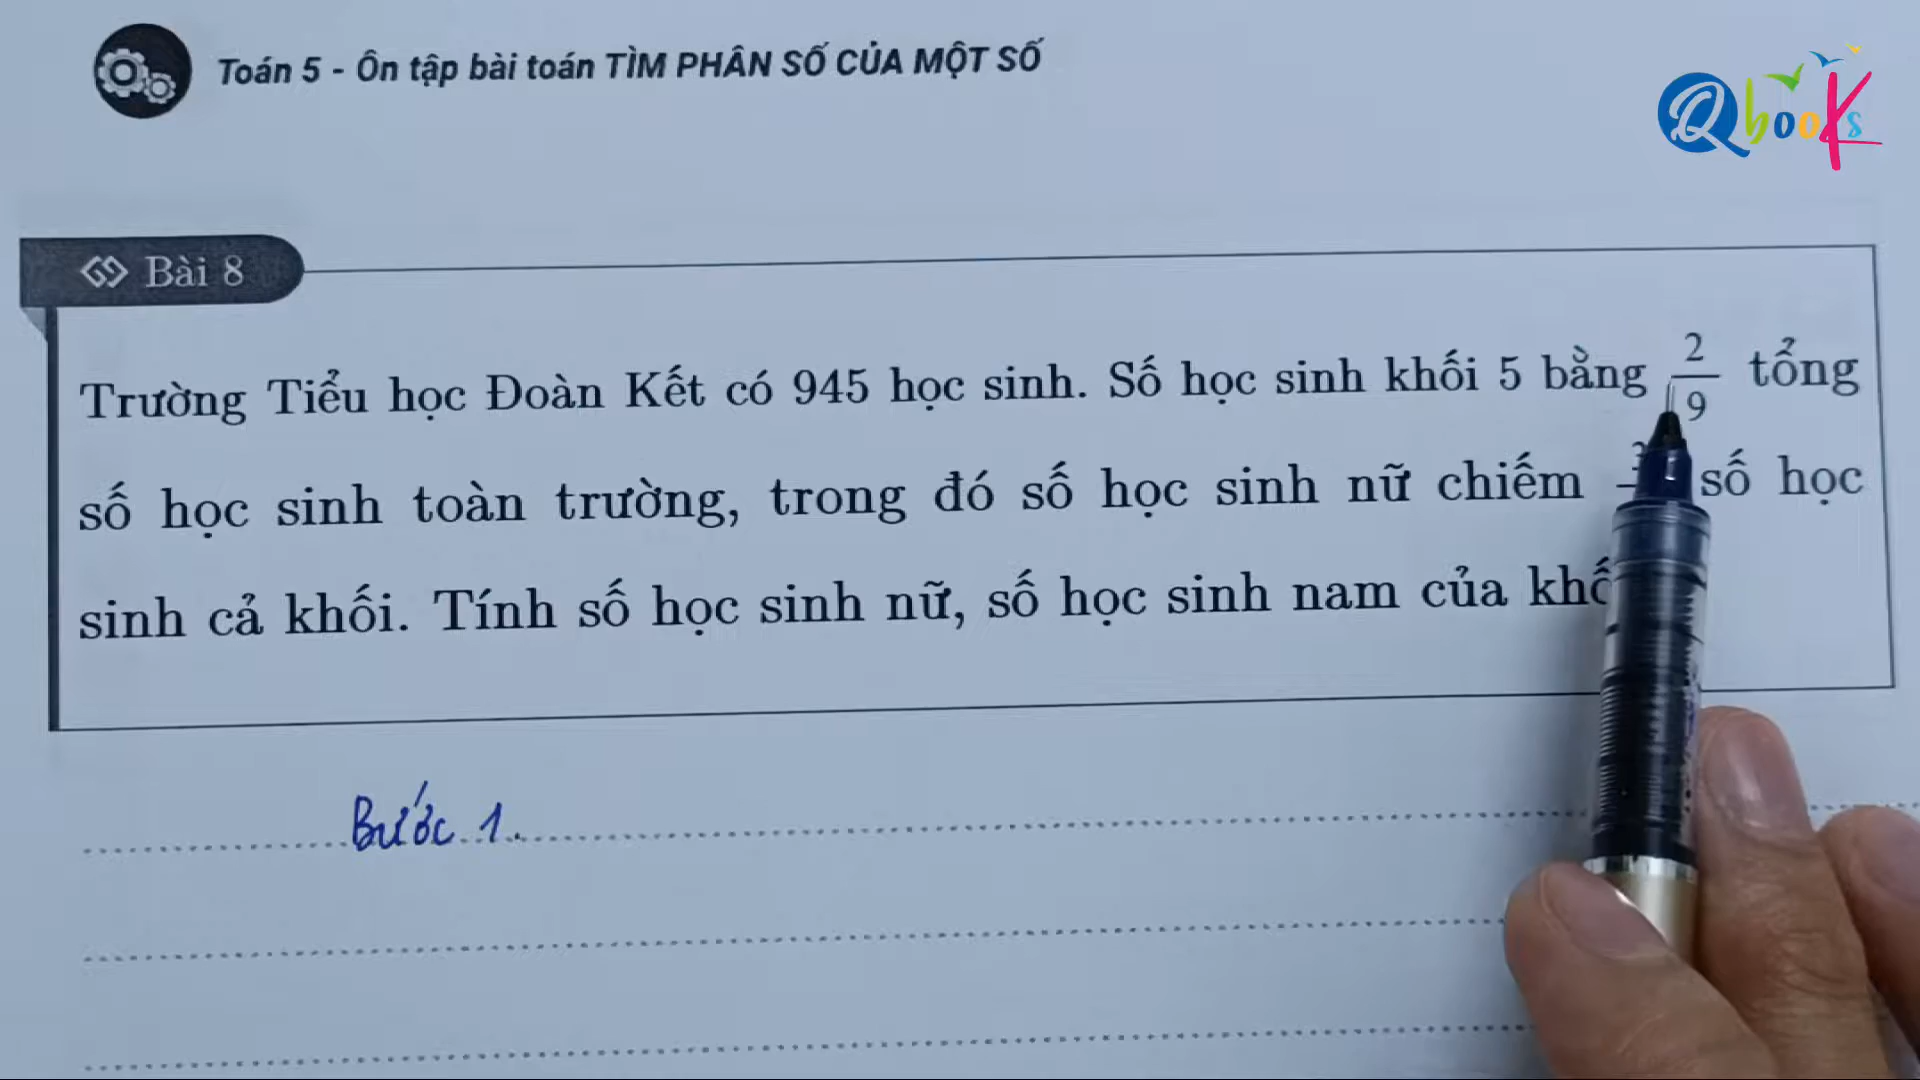 Toán 5 - Ôn tập bài toán TÌM PHÂN SỐ CỦA MỘT SỐ
Qbooks
Bài 8
Trường Tiểu học Đoàn Kết có 945 học sinh. Số học sinh khối 5 bằng 2/9 tổng
số học sinh toàn trường, trong đó số học sinh nữ chiếm số học
sinh cả khối. Tính số học sinh nữ, số học sinh nam của
Bước 1.